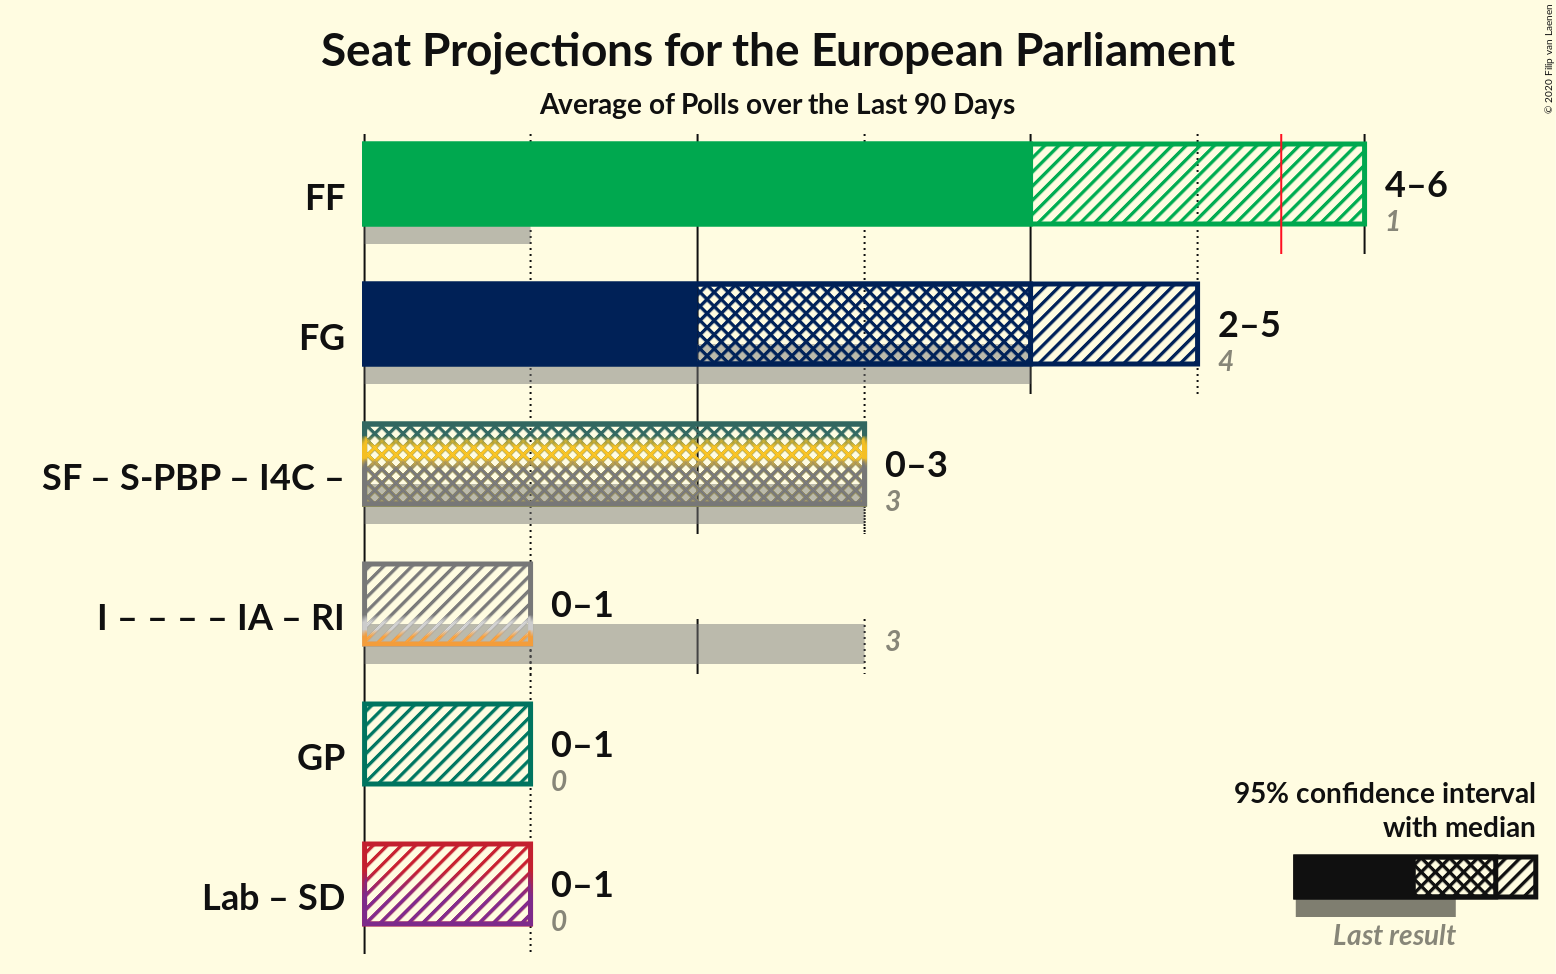 Seat Projections for the European Parliament
Average of Polls over the Last 90 Days
© 2020 Filip van Laenen
FF
4–6
1
FG
2–5
4
SF – S-PBP – I4C –
0–3
3
I – – – – IA – RI
0–1
3
GP
0–1
0
Lab – SD
0–1
0
95% confidence interval
with median
Last result